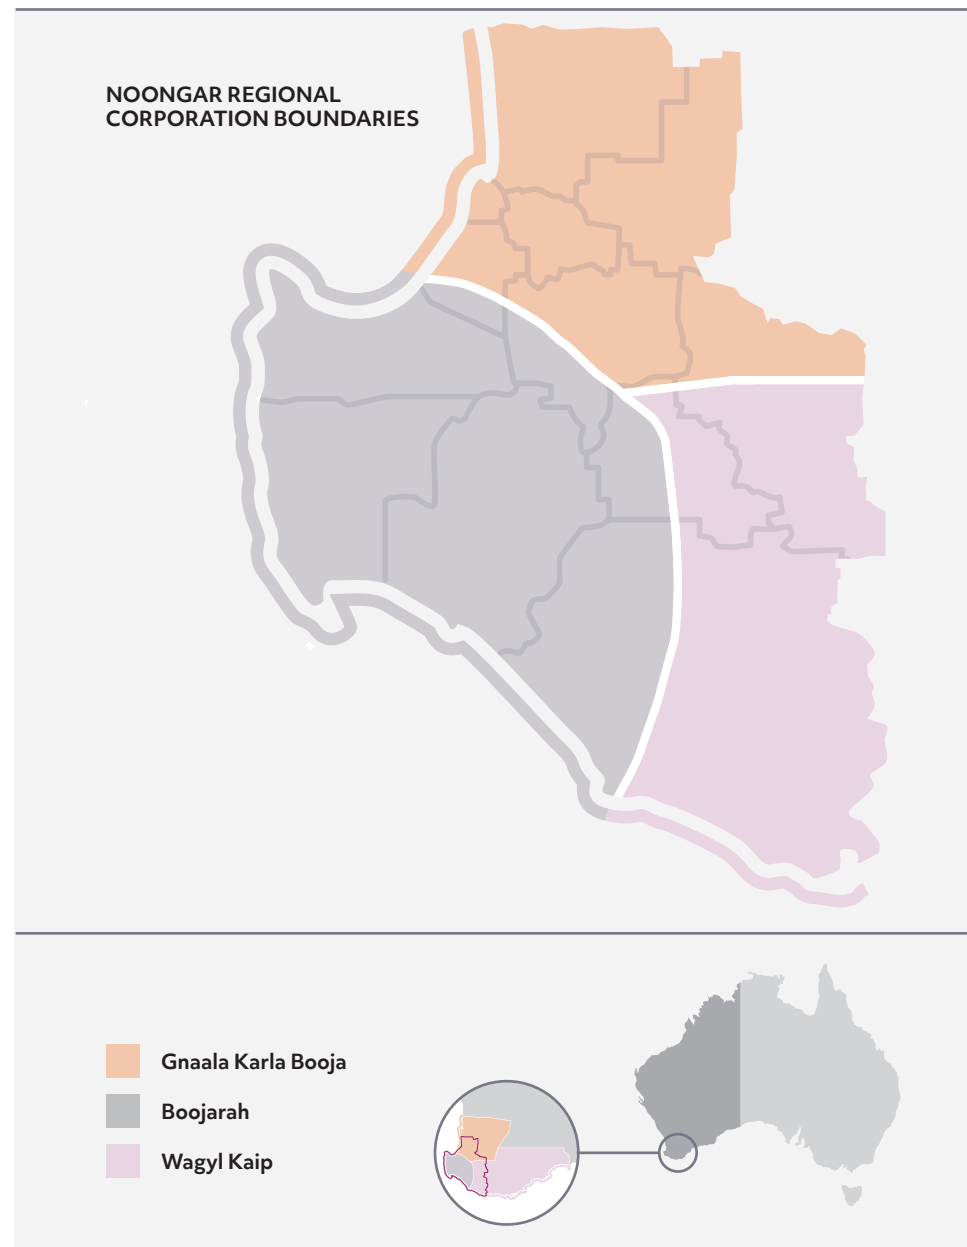 NOONGAR REGIONAL
CORPORATION BOUNDARIES
Gnaala Karla Booja
Boojarah
Wagyl Kaip